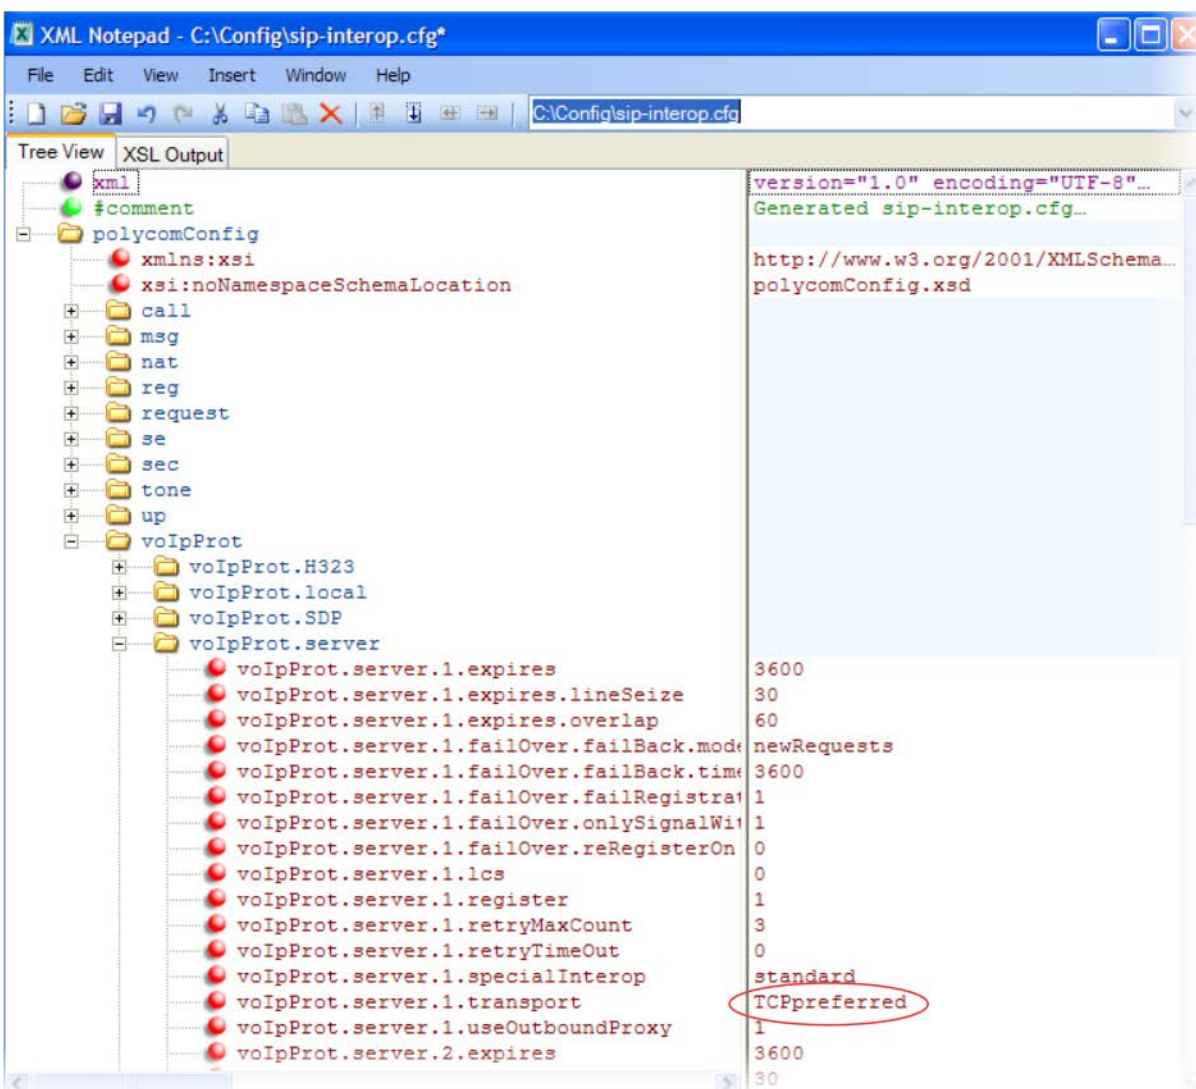 XML Notepad - C:\Config\sip-interop.cfg*
File Edit View Insert Window Help
C:\Config\sip-interop.cfg
Tree View XSL Output
xml version="1.0" encoding="UTF-8"…
#comment Generated sip-interop.cfg…
polycomConfig
xmlns:xsi http://www.w3.org/2001/XMLSchema…
xsi:noNamespaceSchemaLocation polycomConfig.xsd
call
msg
nat
reg
request
se
sec
tone
up
voIpProt
voIpProt.H323
voIpProt.local
voIpProt.SDP
voIpProt.server
voIpProt.server.1.expires 3600
voIpProt.server.1.expires.lineSeize 30
voIpProt.server.1.expires.overlap 60
voIpProt.server.1.failOver.failBack.mode newRequests
voIpProt.server.1.failOver.failBack.time 3600
voIpProt.server.1.failOver.failRegistrat 1
voIpProt.server.1.failOver.onlySignalWit 1
voIpProt.server.1.failOver.reRegisterOn 0
voIpProt.server.1.lcs 0
voIpProt.server.1.register 1
voIpProt.server.1.retryMaxCount 3
voIpProt.server.1.retryTimeOut 0
voIpProt.server.1.specialInterop standard
voIpProt.server.1.transport TCPpreferred
voIpProt.server.1.useOutboundProxy 1
voIpProt.server.2.expires 3600
30